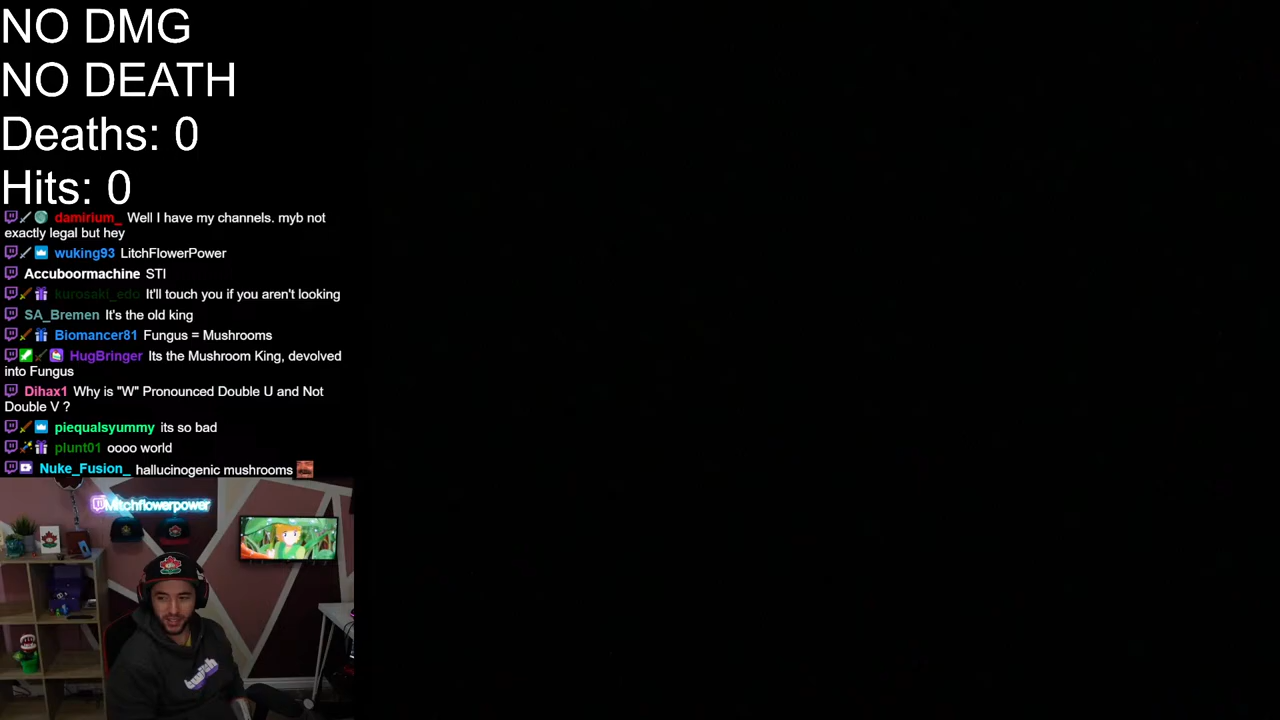 NO DMG
NO DEATH
Deaths: 0
Hits: 0
damirium_ Well I have my channels. myb not
exactly legal but hey
wuking93 LitchFlowerPower
Accuboormachine STI
kurosaki_edo It'll touch you if you aren't looking
SA_Bremen It's the old king
Biomancer81 Fungus = Mushrooms
HugBringer Its the Mushroom King, devolved
into Fungus
Dihax1 Why is "W" Pronounced Double U and Not
Double V ?
piequalsyummy its so bad
plunt01 oooo world
Nuke_Fusion_ hallucinogenic mushrooms
Mitchflowerpower
twitch